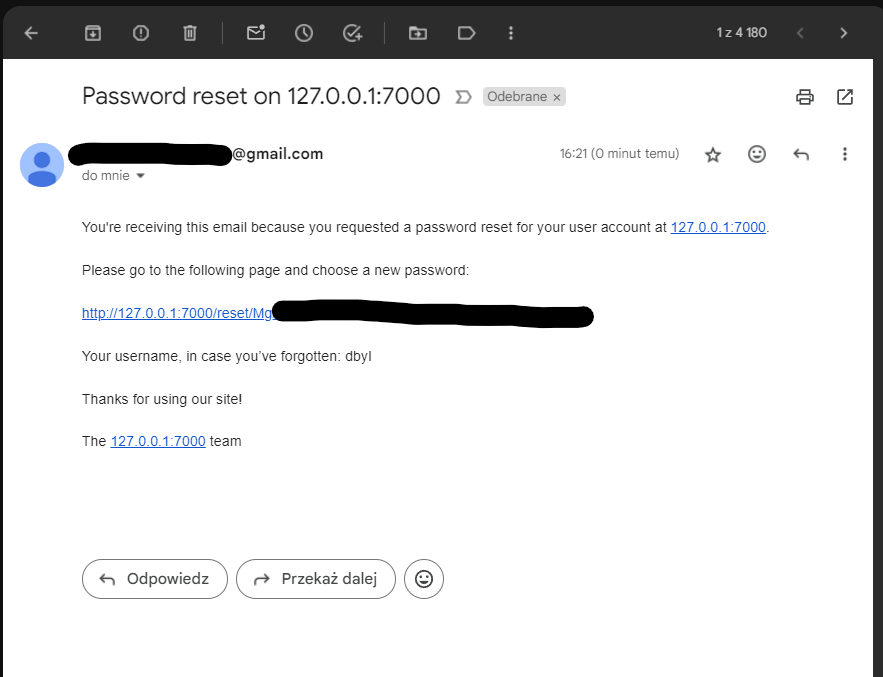 1 z 4 180
Password reset on 127.0.0.1:7000 Odebrane ×
@gmail.com 16:21 (0 minut temu)
do mnie
You're receiving this email because you requested a password reset for your user account at 127.0.0.1:7000.
Please go to the following page and choose a new password:
http://127.0.0.1:7000/reset/Mg
Your username, in case you’ve forgotten: dbyl
Thanks for using our site!
The 127.0.0.1:7000 team
Odpowiedz Przekaż dalej